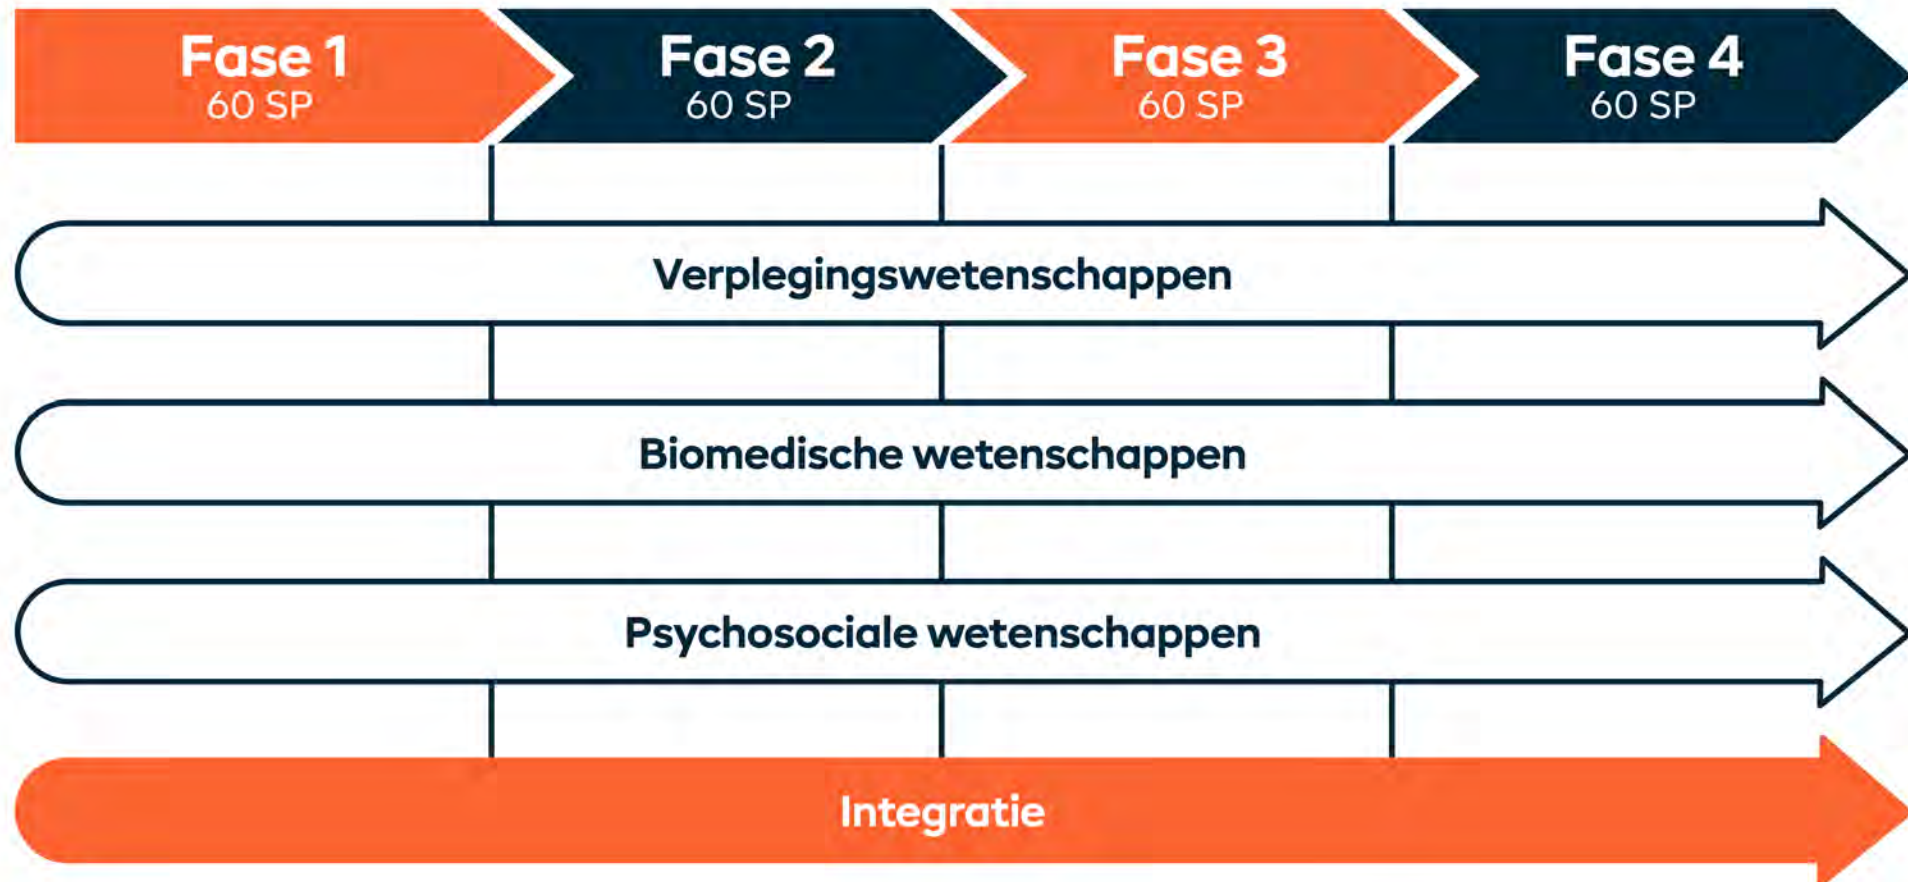 Fase 1
60 SP
Fase 2
60 SP
Fase 3
60 SP
Fase 4
60 SP
Verplegingswetenschappen
Biomedische wetenschappen
Psychosociale wetenschappen
Integratie